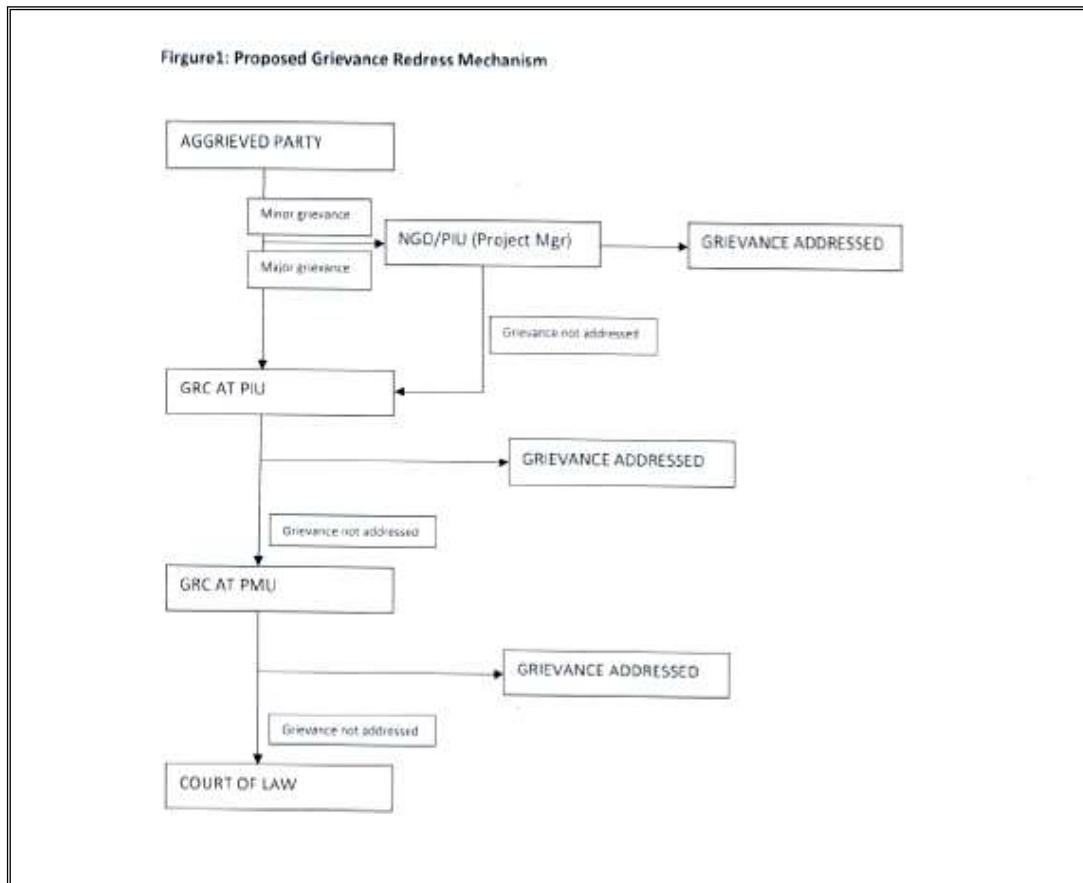 Firgure1: Proposed Grievance Redress Mechanism
AGGRIEVED PARTY
Minor grievance
NGO/PIU (Project Mgr)
GRIEVANCE ADDRESSED
Major grievance
Grievance not addressed
GRC AT PIU
GRIEVANCE ADDRESSED
Grievance not addressed
GRC AT PMU
GRIEVANCE ADDRESSED
Grievance not addressed
COURT OF LAW